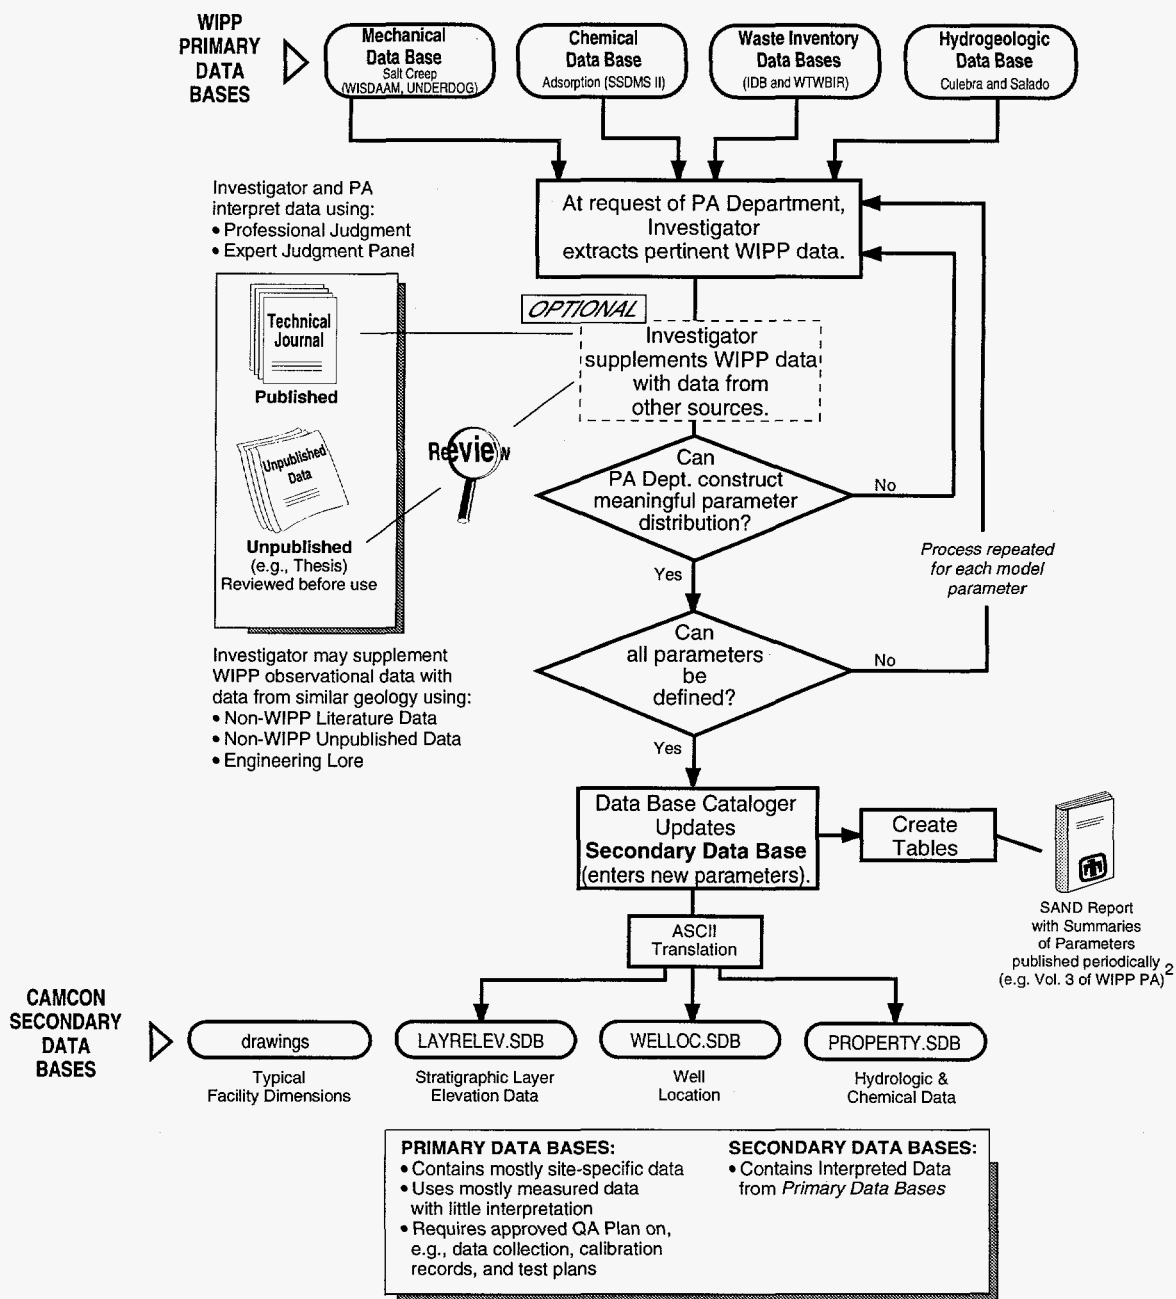 WIPP
PRIMARY
DATA
BASES
Mechanical
Data Base
Salt Creep
(WISDAAM, UNDERDOG)
Chemical
Data Base
Adsorption (SSDMS II)
Waste Inventory
Data Bases
(IDB and WTWBIR)
Hydrogeologic
Data Base
Culebra and Salado
At request of PA Department,
Investigator
extracts pertinent WIPP data.
Investigator and PA
interpret data using:
• Professional Judgment
• Expert Judgment Panel
Technical
Journal
Published
Unpublished
Data
Unpublished
(e.g., Thesis)
Reviewed before use
Review
OPTIONAL
Investigator
supplements WIPP data
with data from
other sources.
Can
PA Dept. construct
meaningful parameter
distribution?
No
Yes
Process repeated
for each model
parameter
Can
all parameters
be
defined?
No
Yes
Investigator may supplement
WIPP observational data with
data from similar geology using:
• Non-WIPP Literature Data
• Non-WIPP Unpublished Data
• Engineering Lore
Data Base Cataloger
Updates
Secondary Data Base
(enters new parameters).
Create
Tables
SAND Report
with Summaries
of Parameters
published periodically
(e.g. Vol. 3 of WIPP PA)2
ASCII
Translation
CAMCON
SECONDARY
DATA
BASES
drawings
Typical
Facility Dimensions
LAYRELEV.SDB
Stratigraphic Layer
Elevation Data
WELLOC.SDB
Well
Location
PROPERTY.SDB
Hydrologic &
Chemical Data
PRIMARY DATA BASES:
• Contains mostly site-specific data
• Uses mostly measured data
with little interpretation
• Requires approved QA Plan on,
e.g., data collection, calibration
records, and test plans
SECONDARY DATA BASES:
• Contains Interpreted Data
from Primary Data Bases